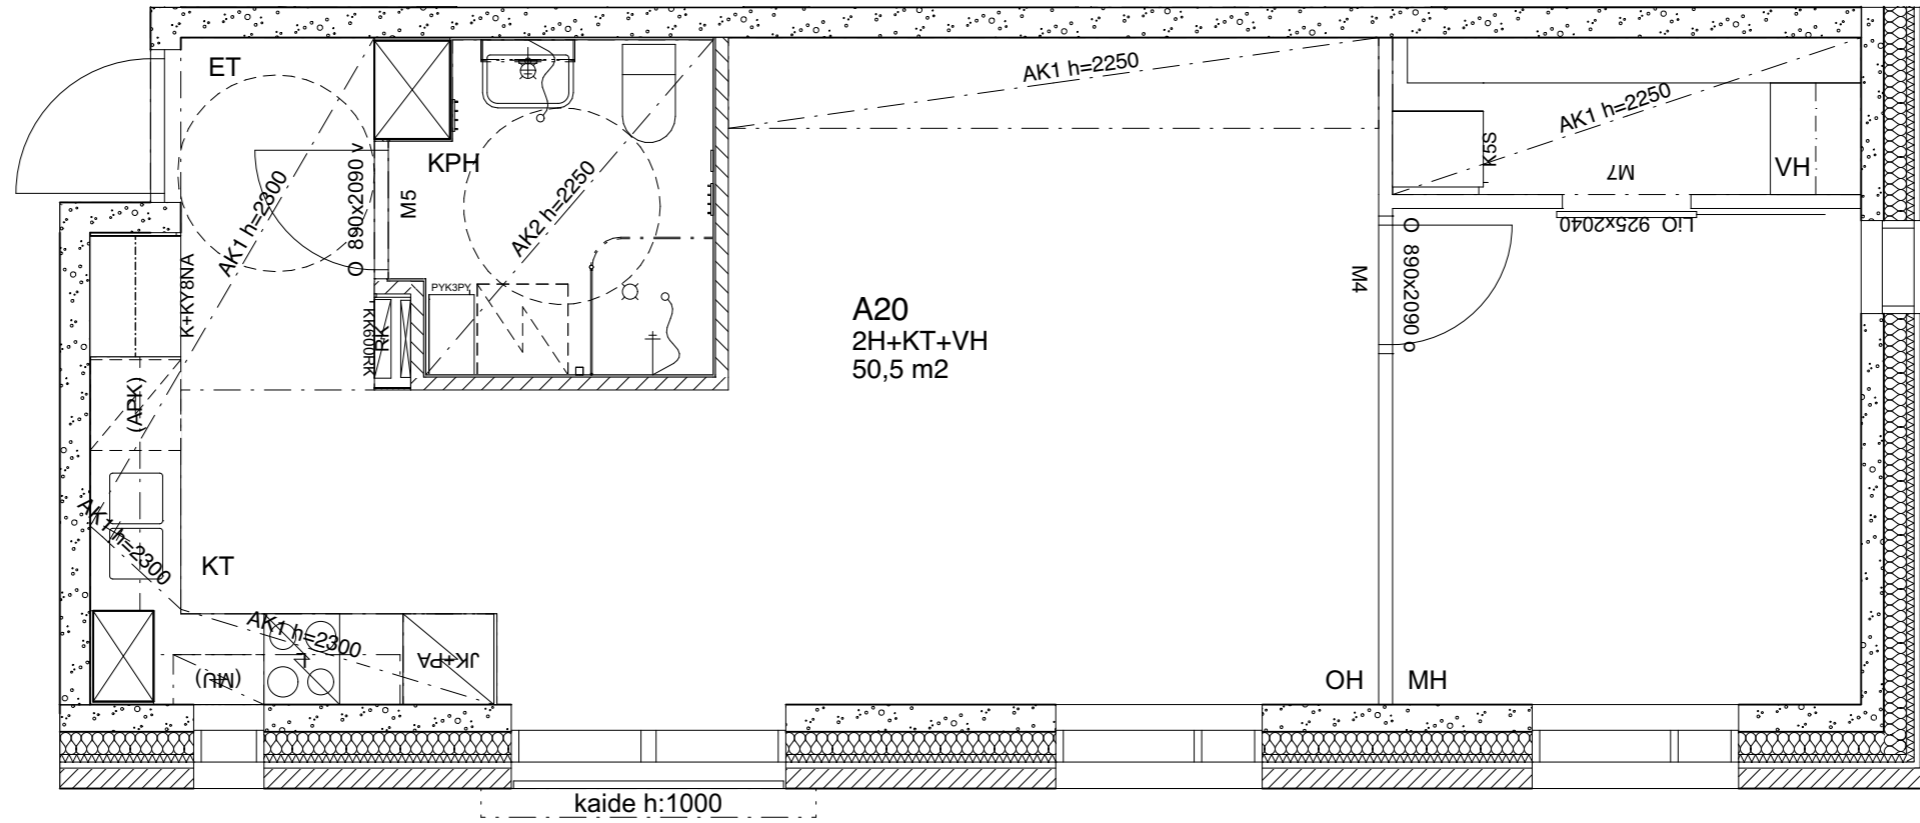 ET
AK1 h=2250
AK1 h=2250
KPH
O 890x2090 v
M5
AK1 h=2300
AK2 h=2250
K5S
M7
VH
LiO 925x2040
K+KY8NA
PYK3PY
KK600RK
RK
A20
2H+KT+VH
50,5 m2
M4
O 890x2090 o
(APK)
AK1 h=2300
KT
AK1 h=2300
(MU)
L
JK+PA
OH
MH
kaide h:1000